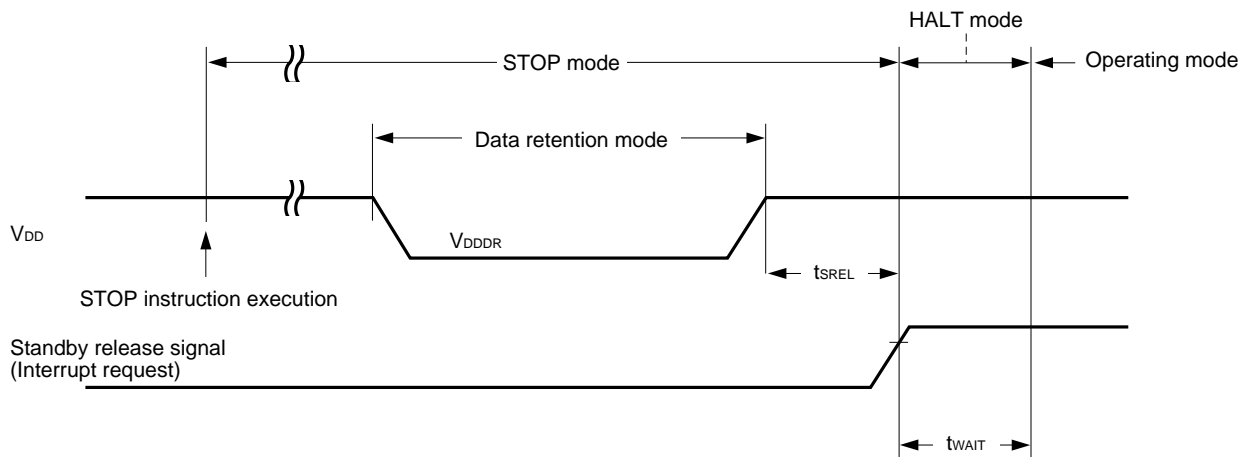 HALT mode
STOP mode
Operating mode
Data retention mode
VDD
VDDDR
tSREL
STOP instruction execution
Standby release signal
(Interrupt request)
tWAIT